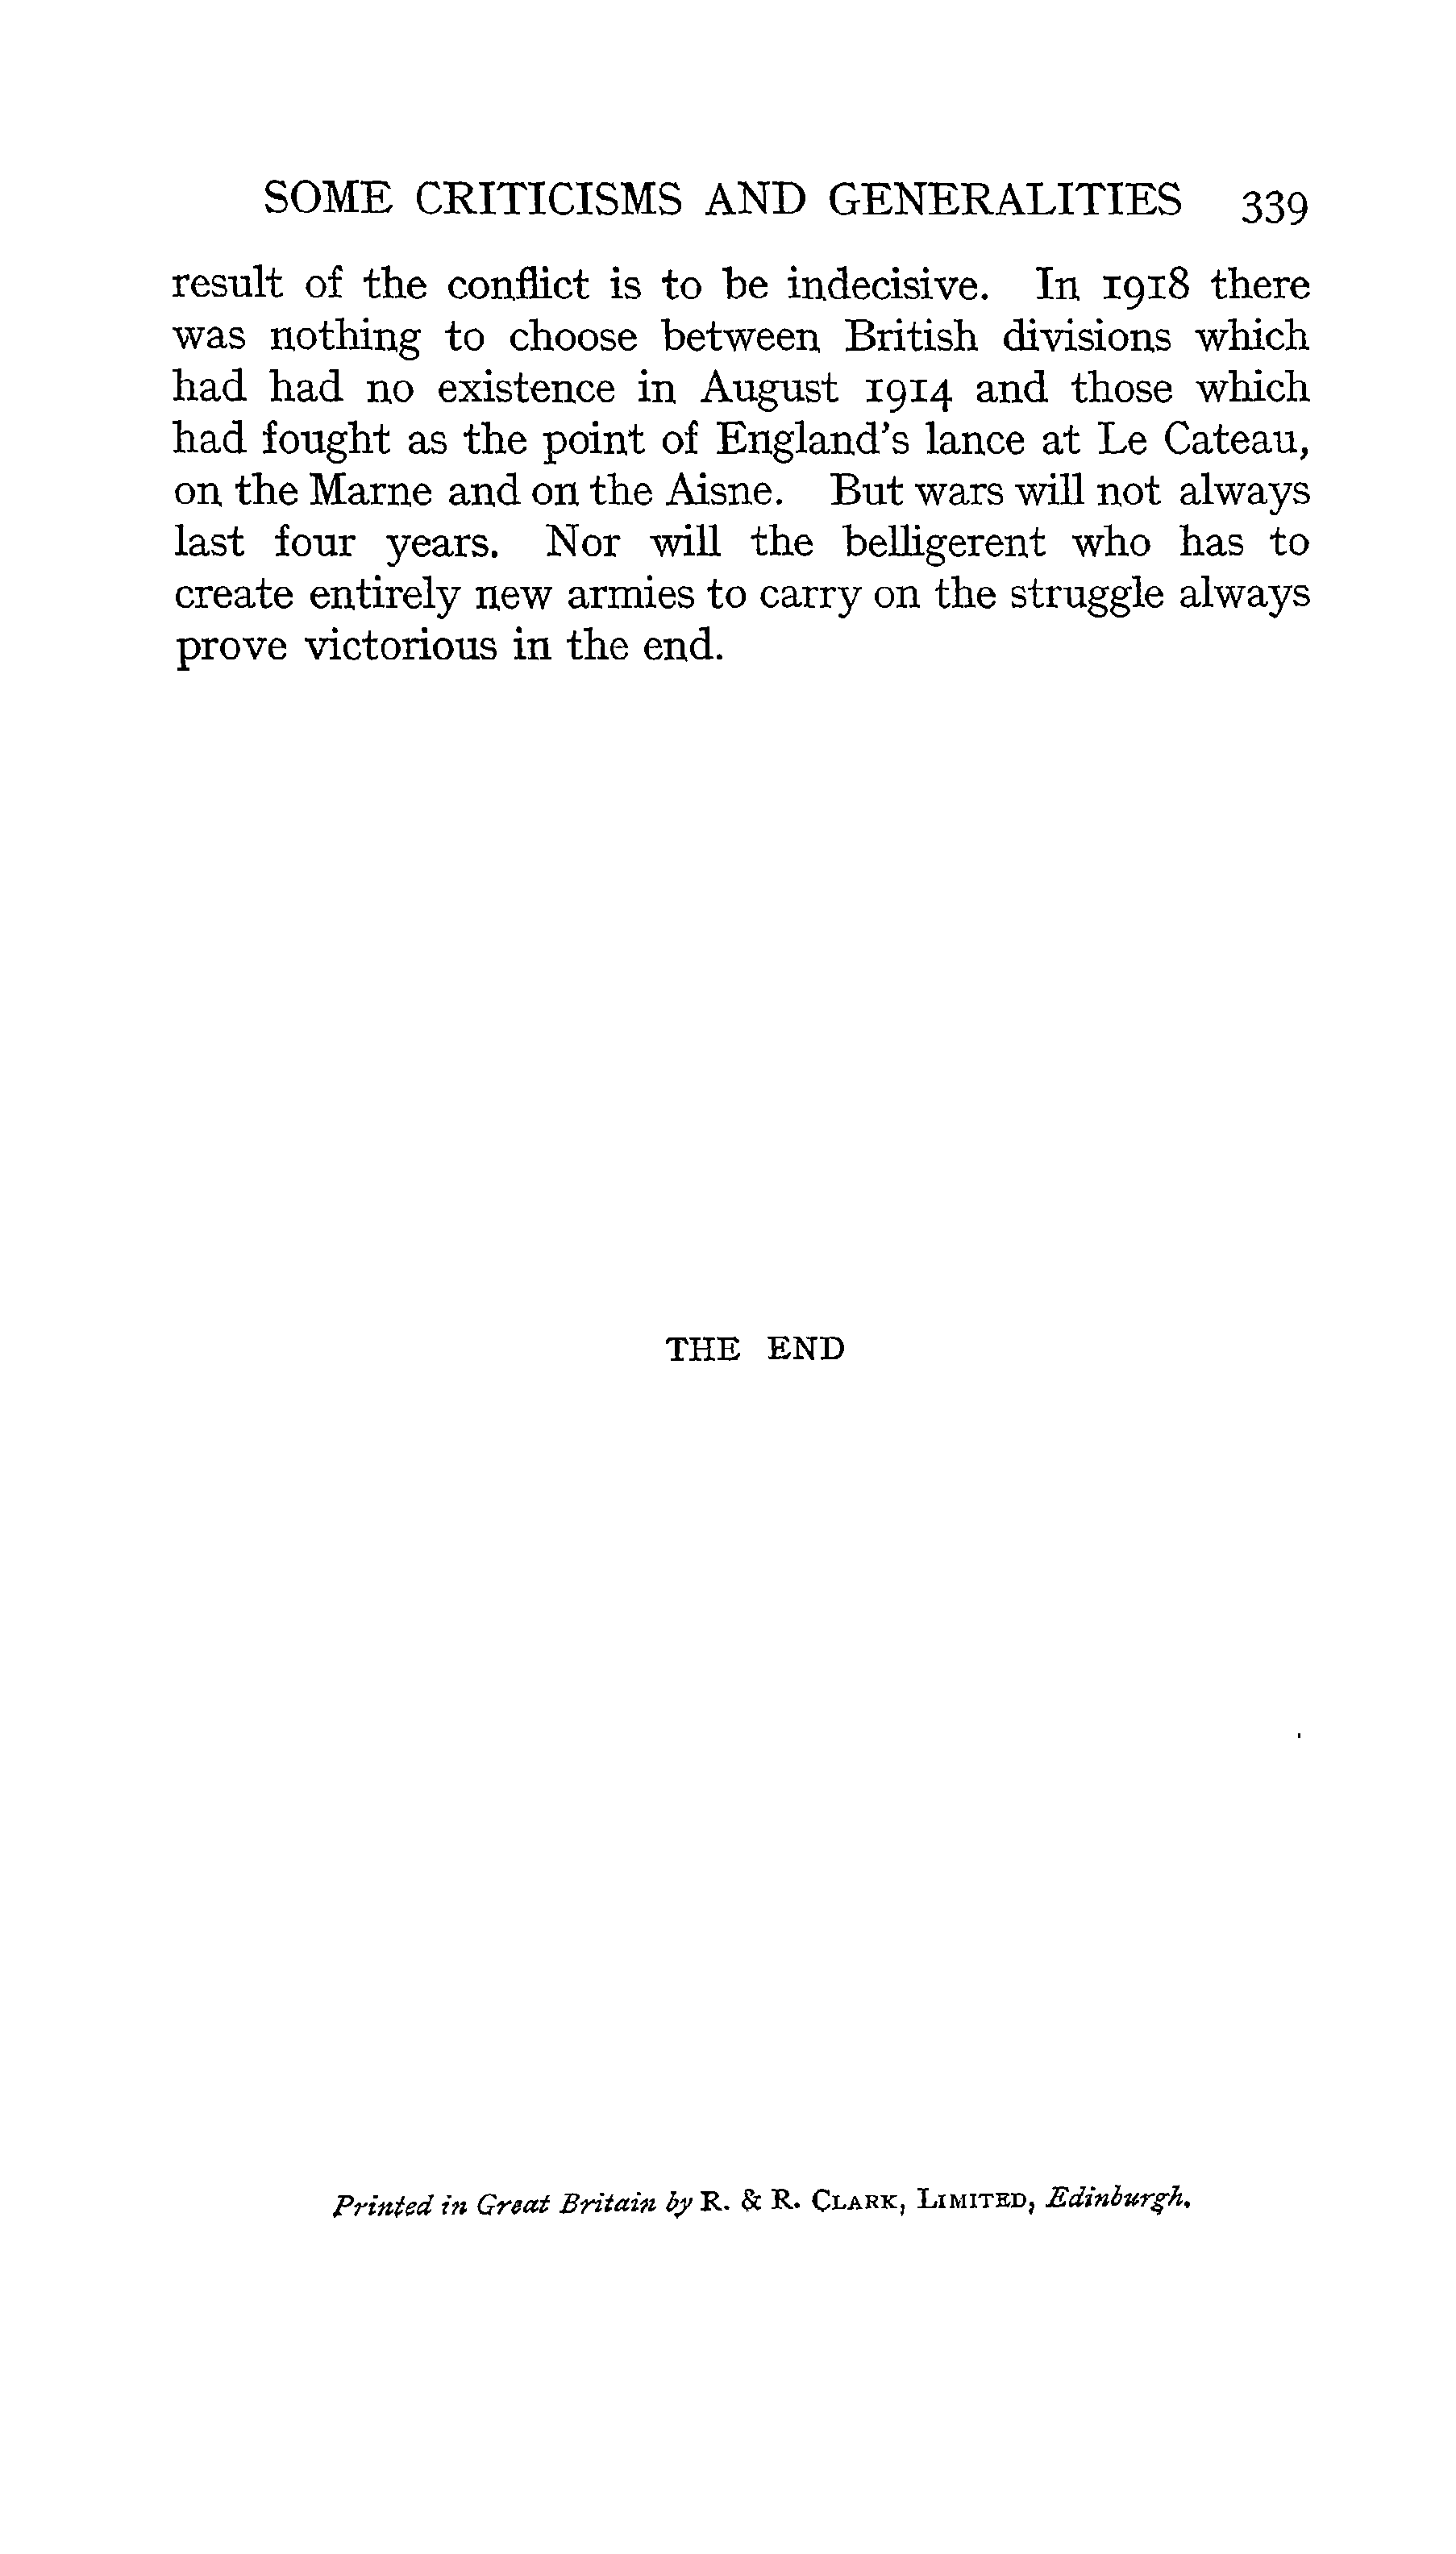 SOME CRITICISMS AND GENERALITIES 339
result of the conflict is to be indecisive. In 1918 there
was nothing to choose between British divisions which
had had no existence in August 1914 and those which
had fought as the point of England's lance at Le Cateau,
on the Marne and on the Aisne. But wars will not always
last four years. Nor will the belligerent who has to
create entirely new armies to carry on the struggle always
prove victorious in the end.
THE END
Printed in Great Britain by R. & R. CLARK, LIMITED, Edinburgh.